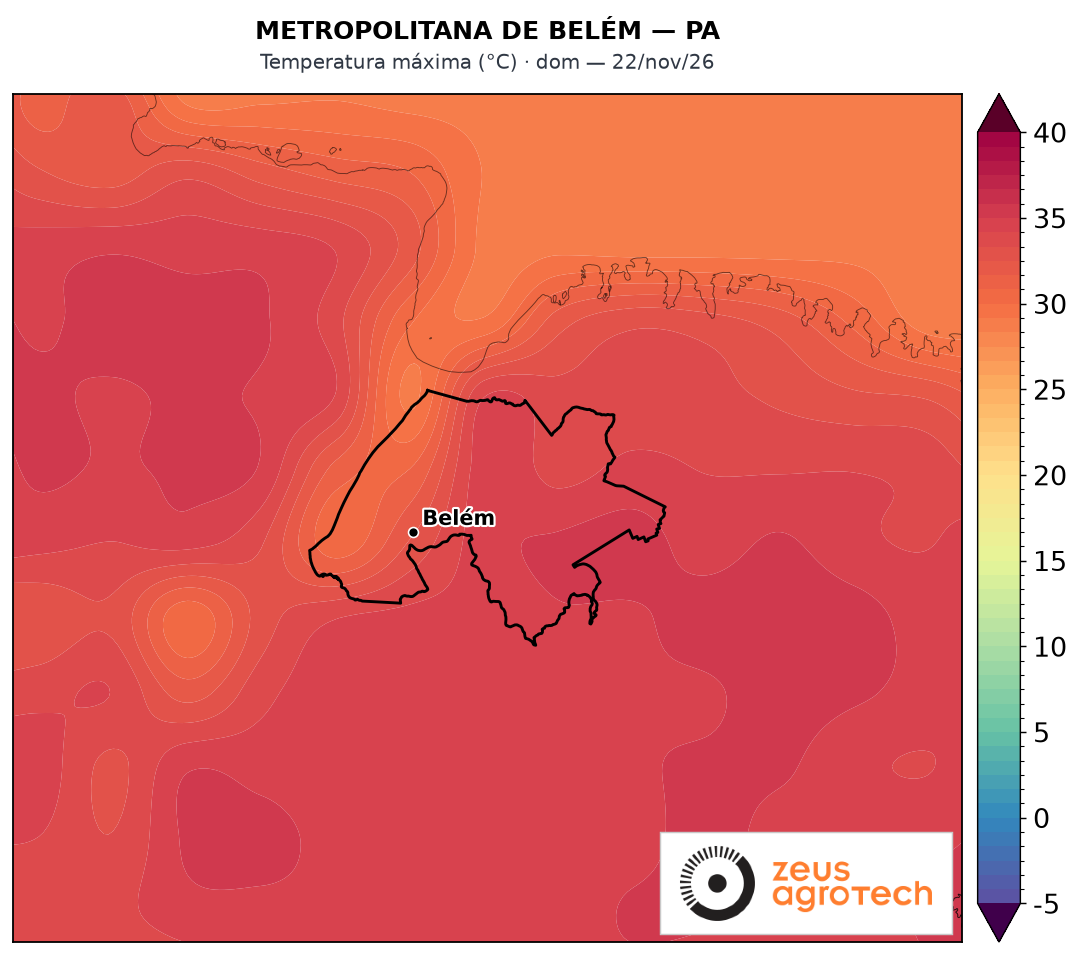 METROPOLITANA DE BELÉM — PA
Temperatura máxima (°C) · dom — 22/nov/26
40
35
30
25
20
15
10
5
0
-5
Belém
zeus
agrotech